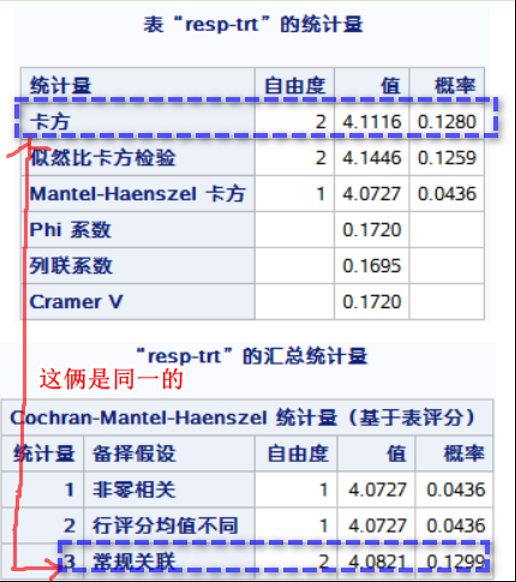 表“resp-trt”的统计量
统计量 自由度 值 概率
卡方 2 4.1116 0.1280
似然比卡方检验 2 4.1446 0.1259
Mantel-Haenszel 卡方 1 4.0727 0.0436
Phi 系数 0.1720
列联系数 0.1695
Cramer V 0.1720
“resp-trt”的汇总统计量
这俩是同一的
Cochran-Mantel-Haenszel 统计量（基于表评分）
统计量 备择假设 自由度 值 概率
1 非零相关 1 4.0727 0.0436
2 行评分均值不同 1 4.0727 0.0436
3 常规关联 2 4.0821 0.1299